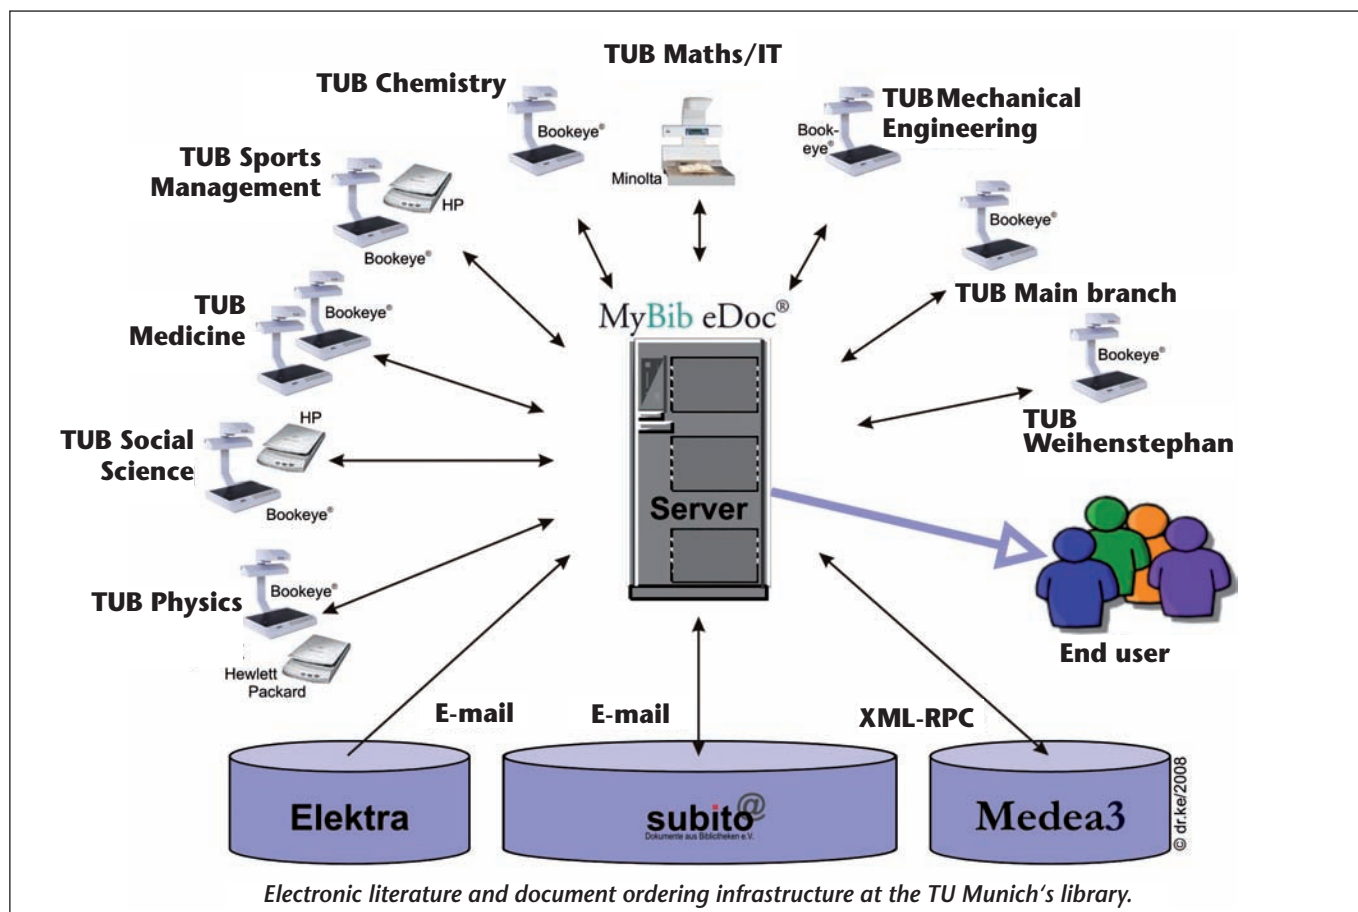 TUB Maths/IT
TUB Chemistry
Bookeye®
Minolta
TUB Mechanical
Engineering
Book-
eye®
TUB Sports
Management
HP
Bookeye®
Bookeye®
TUB Main branch
TUB
Medicine
Bookeye®
MyBib eDoc®
Bookeye®
TUB
Weihenstephan
TUB Social
Science
HP
Bookeye®
Server
TUB Physics
Bookeye®
Hewlett
Packard
End user
E-mail
E-mail
XML-RPC
Elektra
subito@
Dokumente aus Bibliotheken e.V.
Medea3
© dr.ke/2008
Electronic literature and document ordering infrastructure at the TU Munich‘s library.